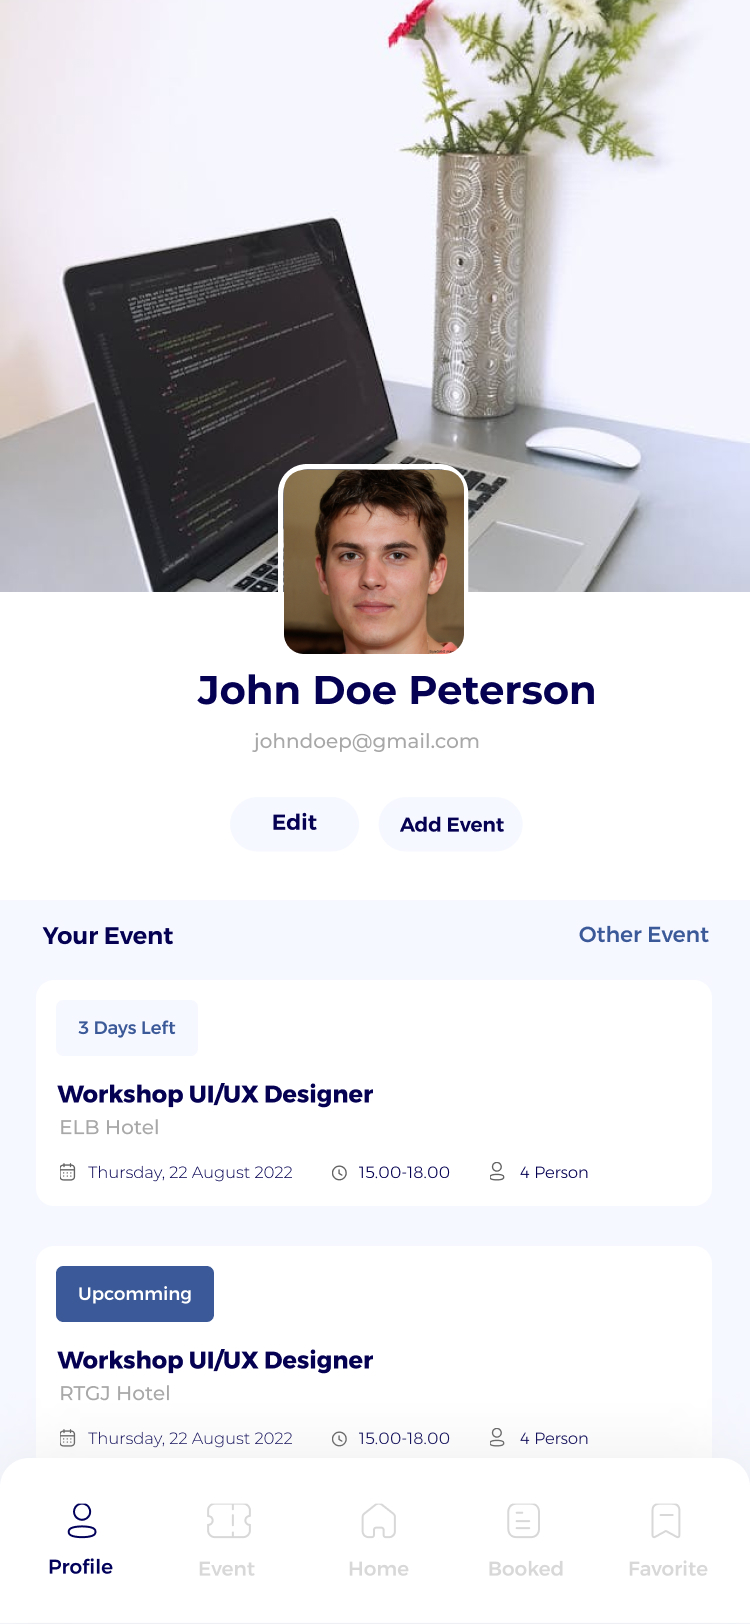 John Doe Peterson
johndoep@gmail.com
Edit
Add Event
Your Event
Other Event
3 Days Left
Workshop UI/UX Designer
ELB Hotel
Thursday, 22 August 2022 15.00-18.00 4 Person
Upcomming
Workshop UI/UX Designer
RTGJ Hotel
Thursday, 22 August 2022 15.00-18.00 4 Person
Profile
Event
Home
Booked
Favorite